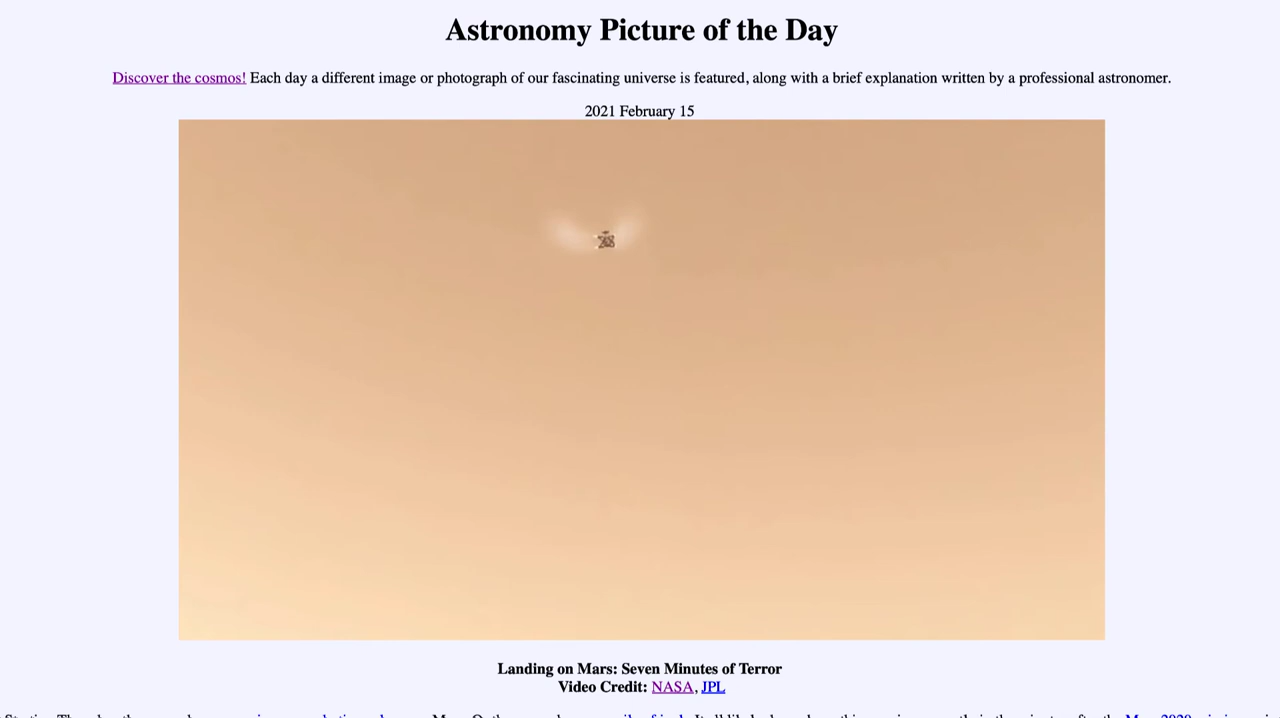 Astronomy Picture of the Day
Discover the cosmos! Each day a different image or photograph of our fascinating universe is featured, along with a brief explanation written by a professional astronomer.
2021 February 15
Landing on Mars: Seven Minutes of Terror
Video Credit: NASA, JPL